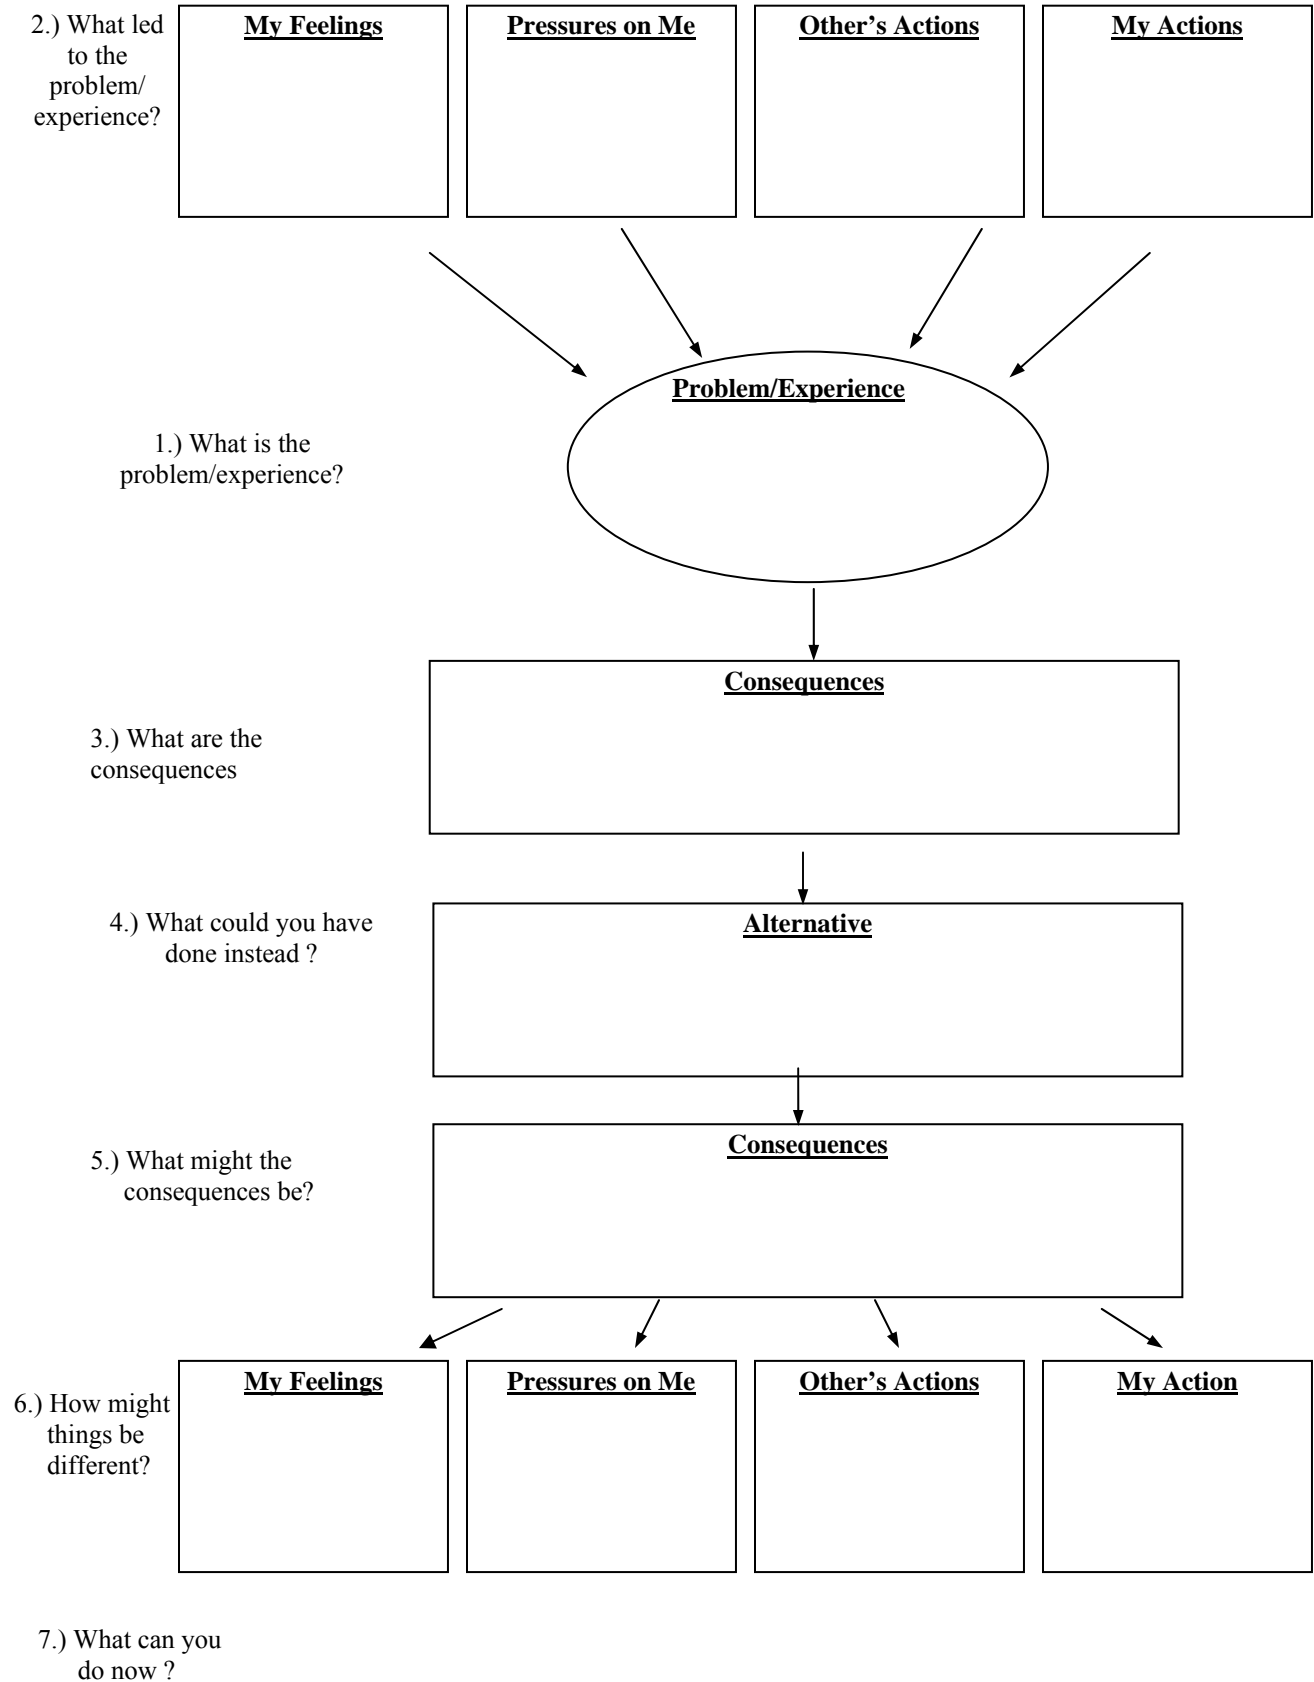 2.) What led
to the
problem/
experience?
My Feelings
Pressures on Me
Other's Actions
My Actions
Problem/Experience
1.) What is the
problem/experience?
Consequences
3.) What are the
consequences
4.) What could you have
done instead ?
Alternative
Consequences
5.) What might the
consequences be?
6.) How might
things be
different?
My Feelings
Pressures on Me
Other's Actions
My Action
7.) What can you
do now ?